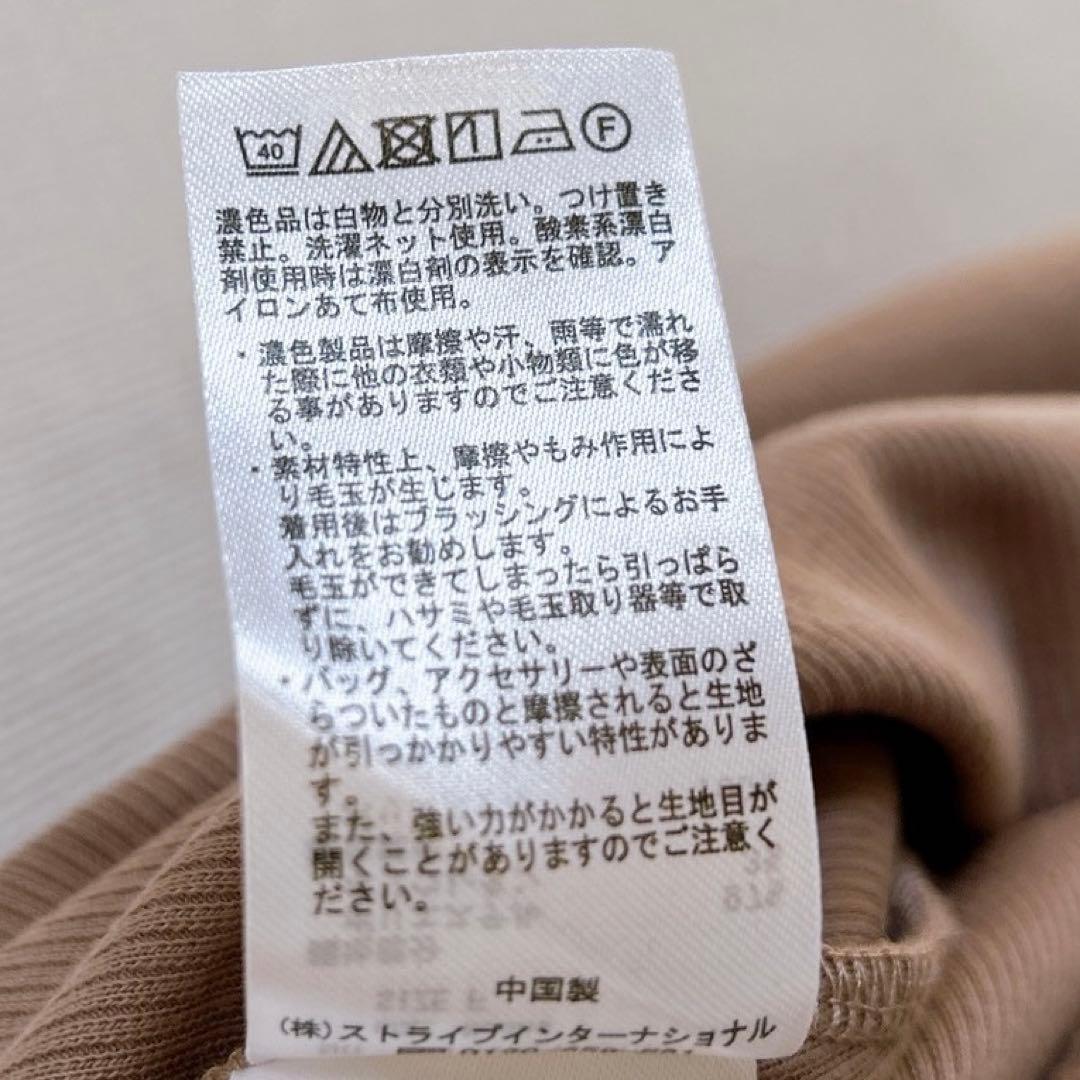 40 F
濃色品は白物と分別洗い。つけ置き
禁止。洗濯ネット使用。酸素系漂白
剤使用時は漂白剤の表示を確認。ア
イロンあて布使用。
・濃色製品は摩擦や汗、雨等で濡れ
た際に他の衣類や小物類に色が移
る事がありますのでご注意くださ
い。
・素材特性上、摩擦やもみ作用によ
り毛玉が生じます。
着用後はブラッシングによるお手
入れをお勧めします。
毛玉ができてしまったら引っぱら
ずに、ハサミや毛玉取り器等で取
り除いてください。
・バッグ、アクセサリーや表面のざ
らついたものと摩擦されると生地
が引っかかりやすい特性がありま
す。
また、強い力がかかると生地目が
開くことがありますのでご注意く
ださい。
中国製
(株)ストライプインターナショナル